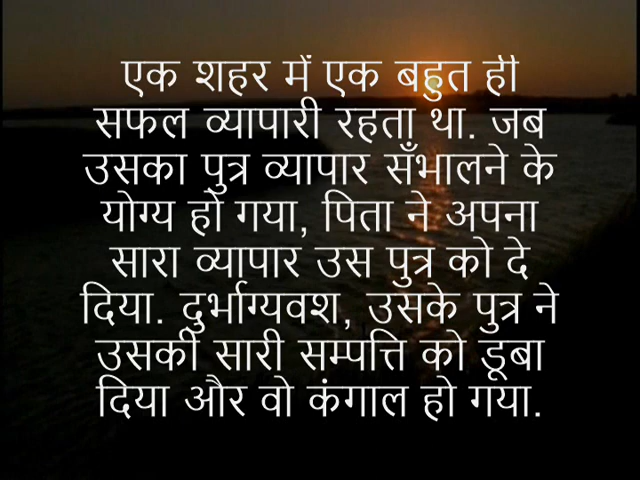 एक शहर में एक बहुत ही
सफल व्यापारी रहता था. जब
उसका पुत्र व्यापार सँभालने के
योग्य हो गया, पिता ने अपना
सारा व्यापार उस पुत्र को दे
दिया. दुर्भाग्यवश, उसके पुत्र ने
उसकी सारी सम्पत्ति को डूबा
दिया और वो कंगाल हो गया.